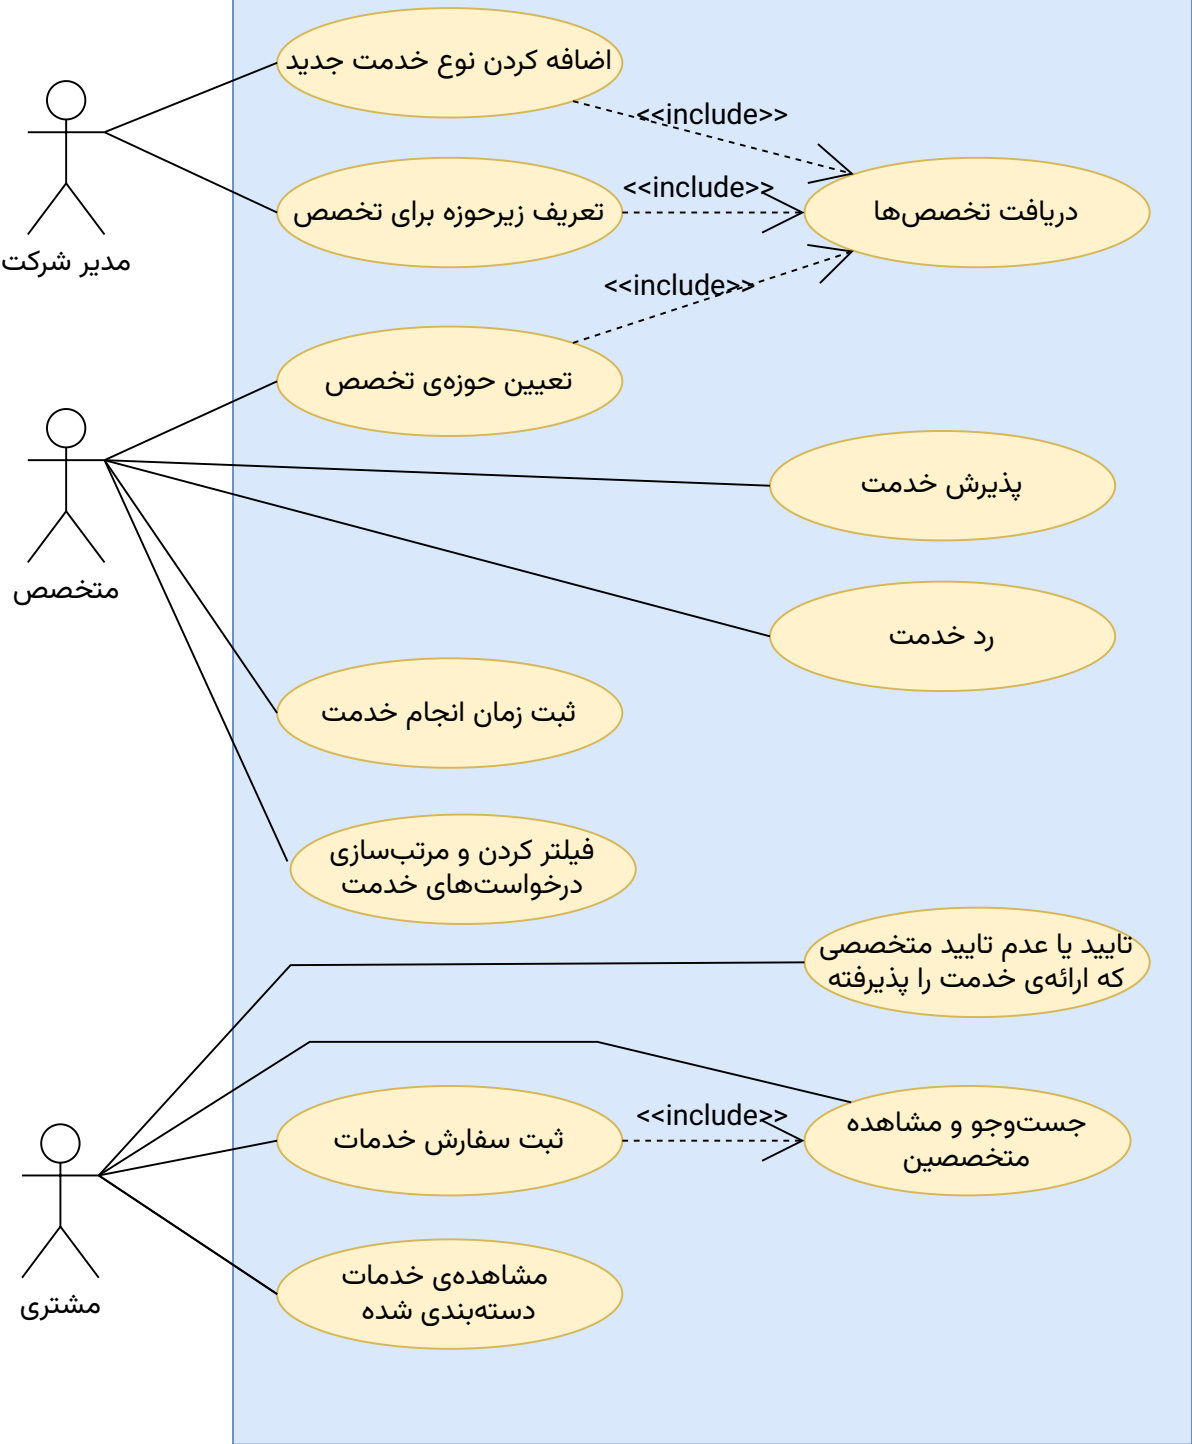 اضافه کردن نوع خدمت جدید
<<include>>
تعریف زیرحوزه برای تخصص
<<include>>
دریافت تخصص‌ها
مدیر شرکت
<<include>>
تعیین حوزه‌ی تخصص
پذیرش خدمت
متخصص
رد خدمت
ثبت زمان انجام خدمت
فیلتر کردن و مرتب‌سازی
درخواست‌های خدمت
تایید یا عدم تایید متخصصی
که ارائه‌ی خدمت را پذیرفته
ثبت سفارش خدمات
<<include>>
جست‌وجو و مشاهده
متخصصین
مشاهده‌ی خدمات
دسته‌بندی شده
مشتری